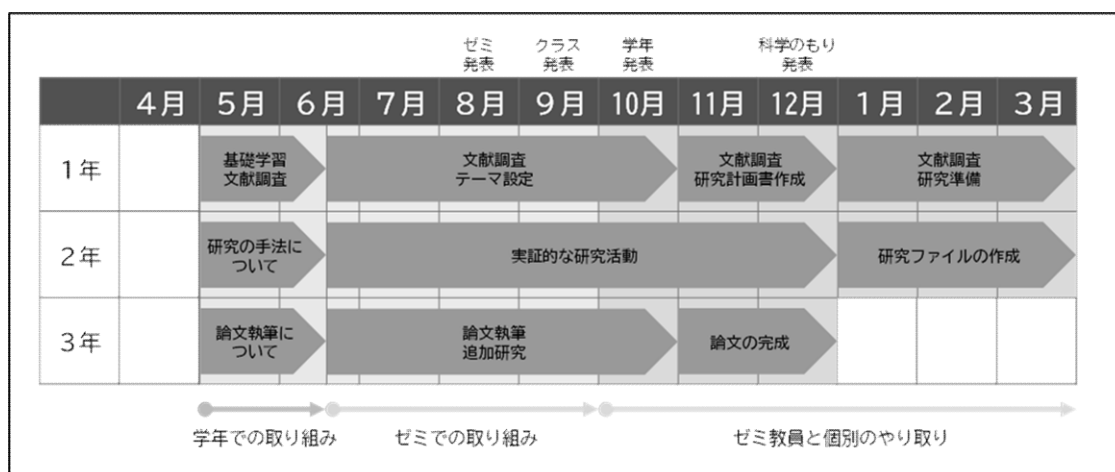 ゼミ
発表
クラス
発表
学年
発表
科学のもり
発表
4月 5月 6月 7月 8月 9月 10月 11月 12月 1月 2月 3月
1年
基礎学習
文献調査
文献調査
テーマ設定
文献調査
研究計画書作成
文献調査
研究準備
2年
研究の手法に
ついて
実証的な研究活動
研究ファイルの作成
3年
論文執筆に
ついて
論文執筆
追加研究
論文の完成
学年での取り組み
ゼミでの取り組み
ゼミ教員と個別のやり取り